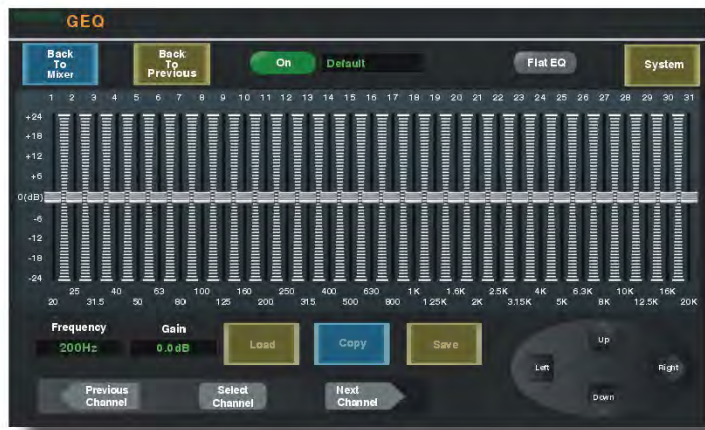 GEQ
Back To Mixer
Back To Previous
On
Default
Flat EQ
System
1 2 3 4 5 6 7 8 9 10 11 12 13 14 15 16 17 18 19 20 21 22 23 24 25 26 27 28 29 30 31
+24
+18
+12
+6
0(dB)
-6
-12
-18
-24
25 40 63 100 160 250 400 630 1K 1.6K 2.5K 4K 6.3K 10K 16K
20 31.5 50 80 125 200 315 500 800 1.25K 2K 3.15K 5K 8K 12.5K 20K
Frequency
200Hz
Gain
0.0dB
Load
Copy
Save
Up
Left
Right
Down
Previous Channel
Select Channel
Next Channel